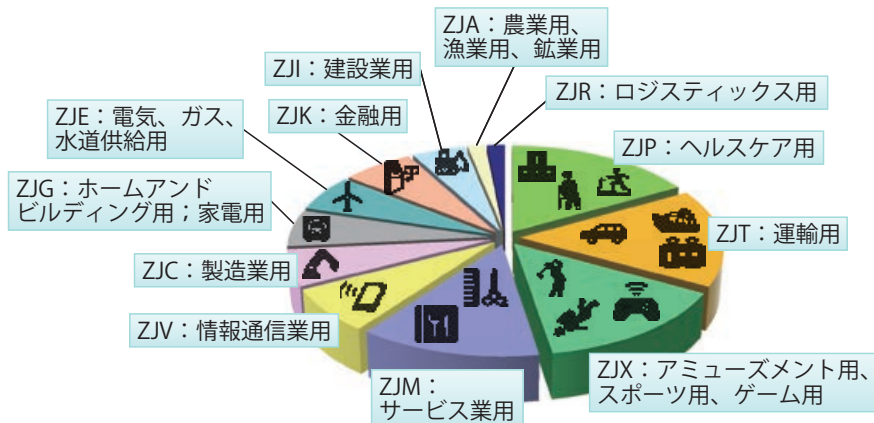 ZJA：農業用、
漁業用、鉱業用
ZJI：建設業用
ZJR：ロジスティックス用
ZJE：電気、ガス、
水道供給用
ZJK：金融用
ZJP：ヘルスケア用
ZJG：ホームアンド
ビルディング用；家電用
ZJT：運輸用
ZJC：製造業用
ZJV：情報通信業用
ZJM：
サービス業用
ZJX：アミューズメント用、
スポーツ用、ゲーム用